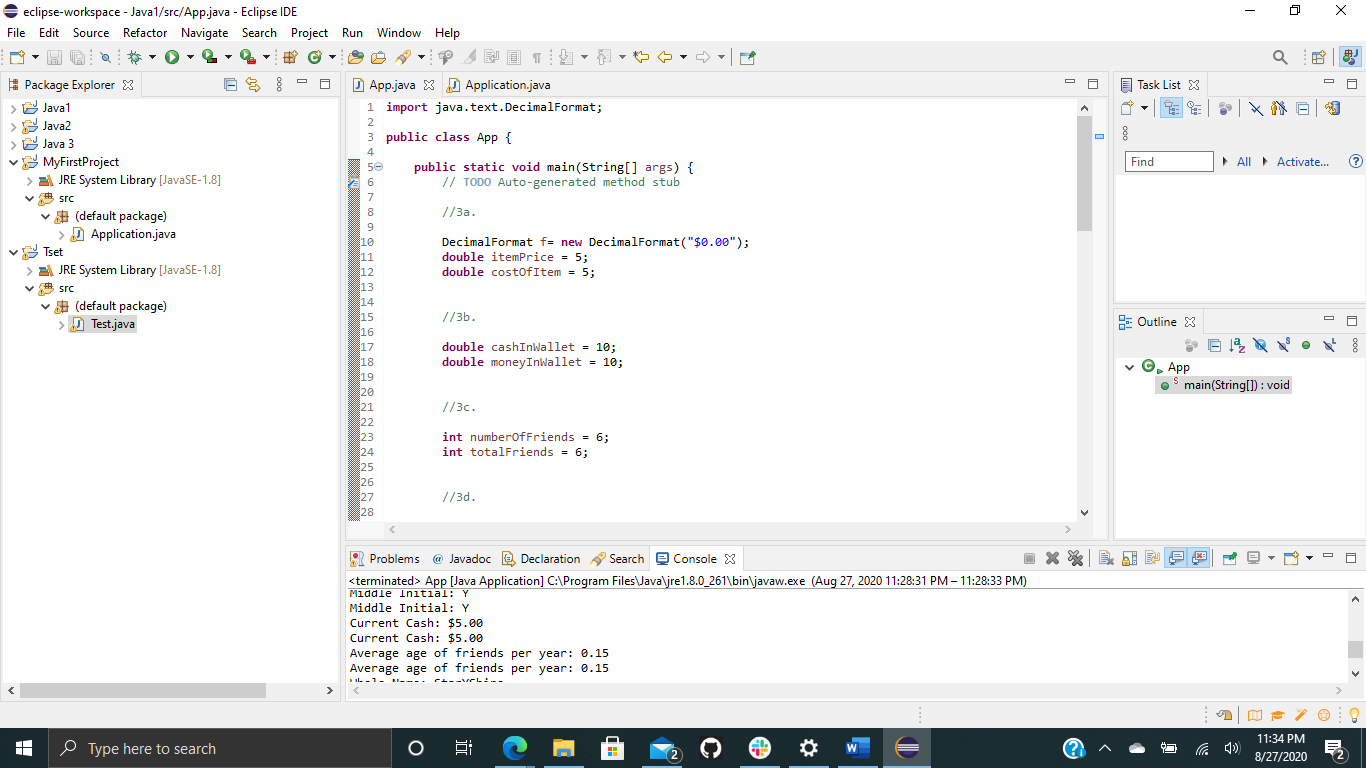 eclipse-workspace - Java1/src/App.java - Eclipse IDE
File Edit Source Refactor Navigate Search Project Run Window Help
Package Explorer
Java1
Java2
Java 3
MyFirstProject
JRE System Library [JavaSE-1.8]
src
(default package)
Application.java
Tset
JRE System Library [JavaSE-1.8]
src
(default package)
Test.java
App.java Application.java
1 import java.text.DecimalFormat;
2
3 public class App {
4
5 public static void main(String[] args) {
6 // TODO Auto-generated method stub
7
8 //3a.
9
10 DecimalFormat f= new DecimalFormat("$0.00");
11 double itemPrice = 5;
12 double costOfItem = 5;
13
14
15 //3b.
16
17 double cashInWallet = 10;
18 double moneyInWallet = 10;
19
20
21 //3c.
22
23 int numberOfFriends = 6;
24 int totalFriends = 6;
25
26
27 //3d.
28
Task List
Find All Activate...
Outline
App
main(String[]) : void
Problems @ Javadoc Declaration Search Console
<terminated> App [Java Application] C:\Program Files\Java\jre1.8.0_261\bin\javaw.exe (Aug 27, 2020 11:28:31 PM – 11:28:33 PM)
Middle Initial: Y
Middle Initial: Y
Current Cash: $5.00
Current Cash: $5.00
Average age of friends per year: 0.15
Average age of friends per year: 0.15
Type here to search
2
11:34 PM
8/27/2020
2